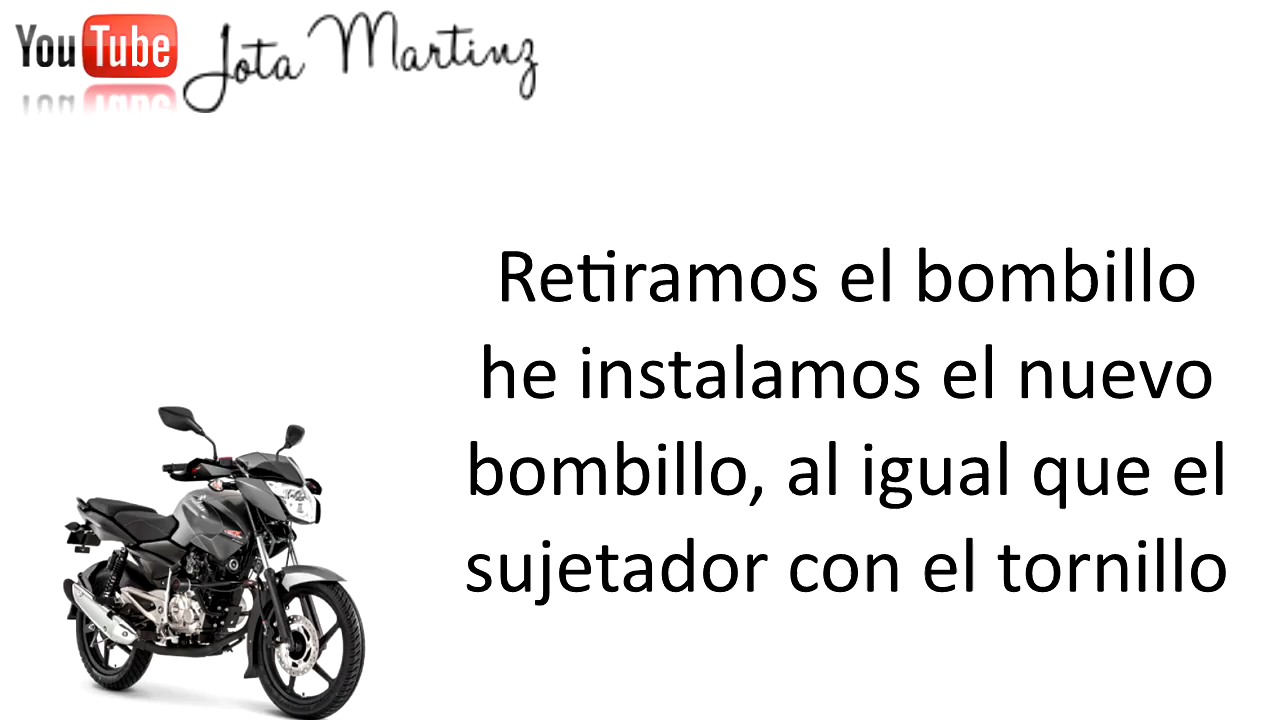 YouTube Jota Martinz
Retiramos el bombillo
he instalamos el nuevo
bombillo, al igual que el
sujetador con el tornillo